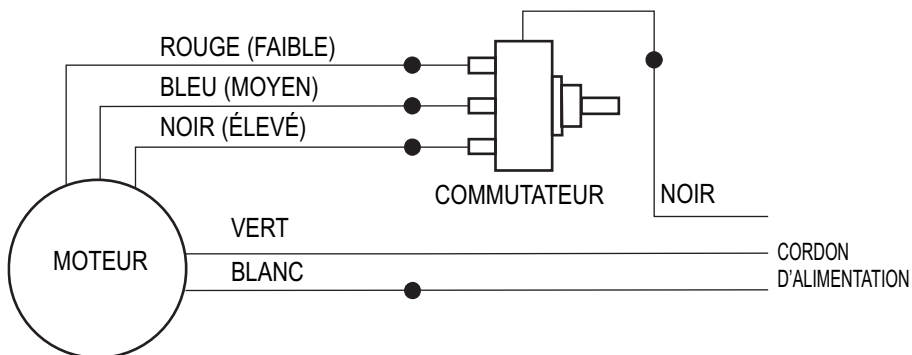 ROUGE (FAIBLE)
BLEU (MOYEN)
NOIR (ÉLEVÉ)
COMMUTATEUR
NOIR
VERT
MOTEUR
BLANC
CORDON
D'ALIMENTATION